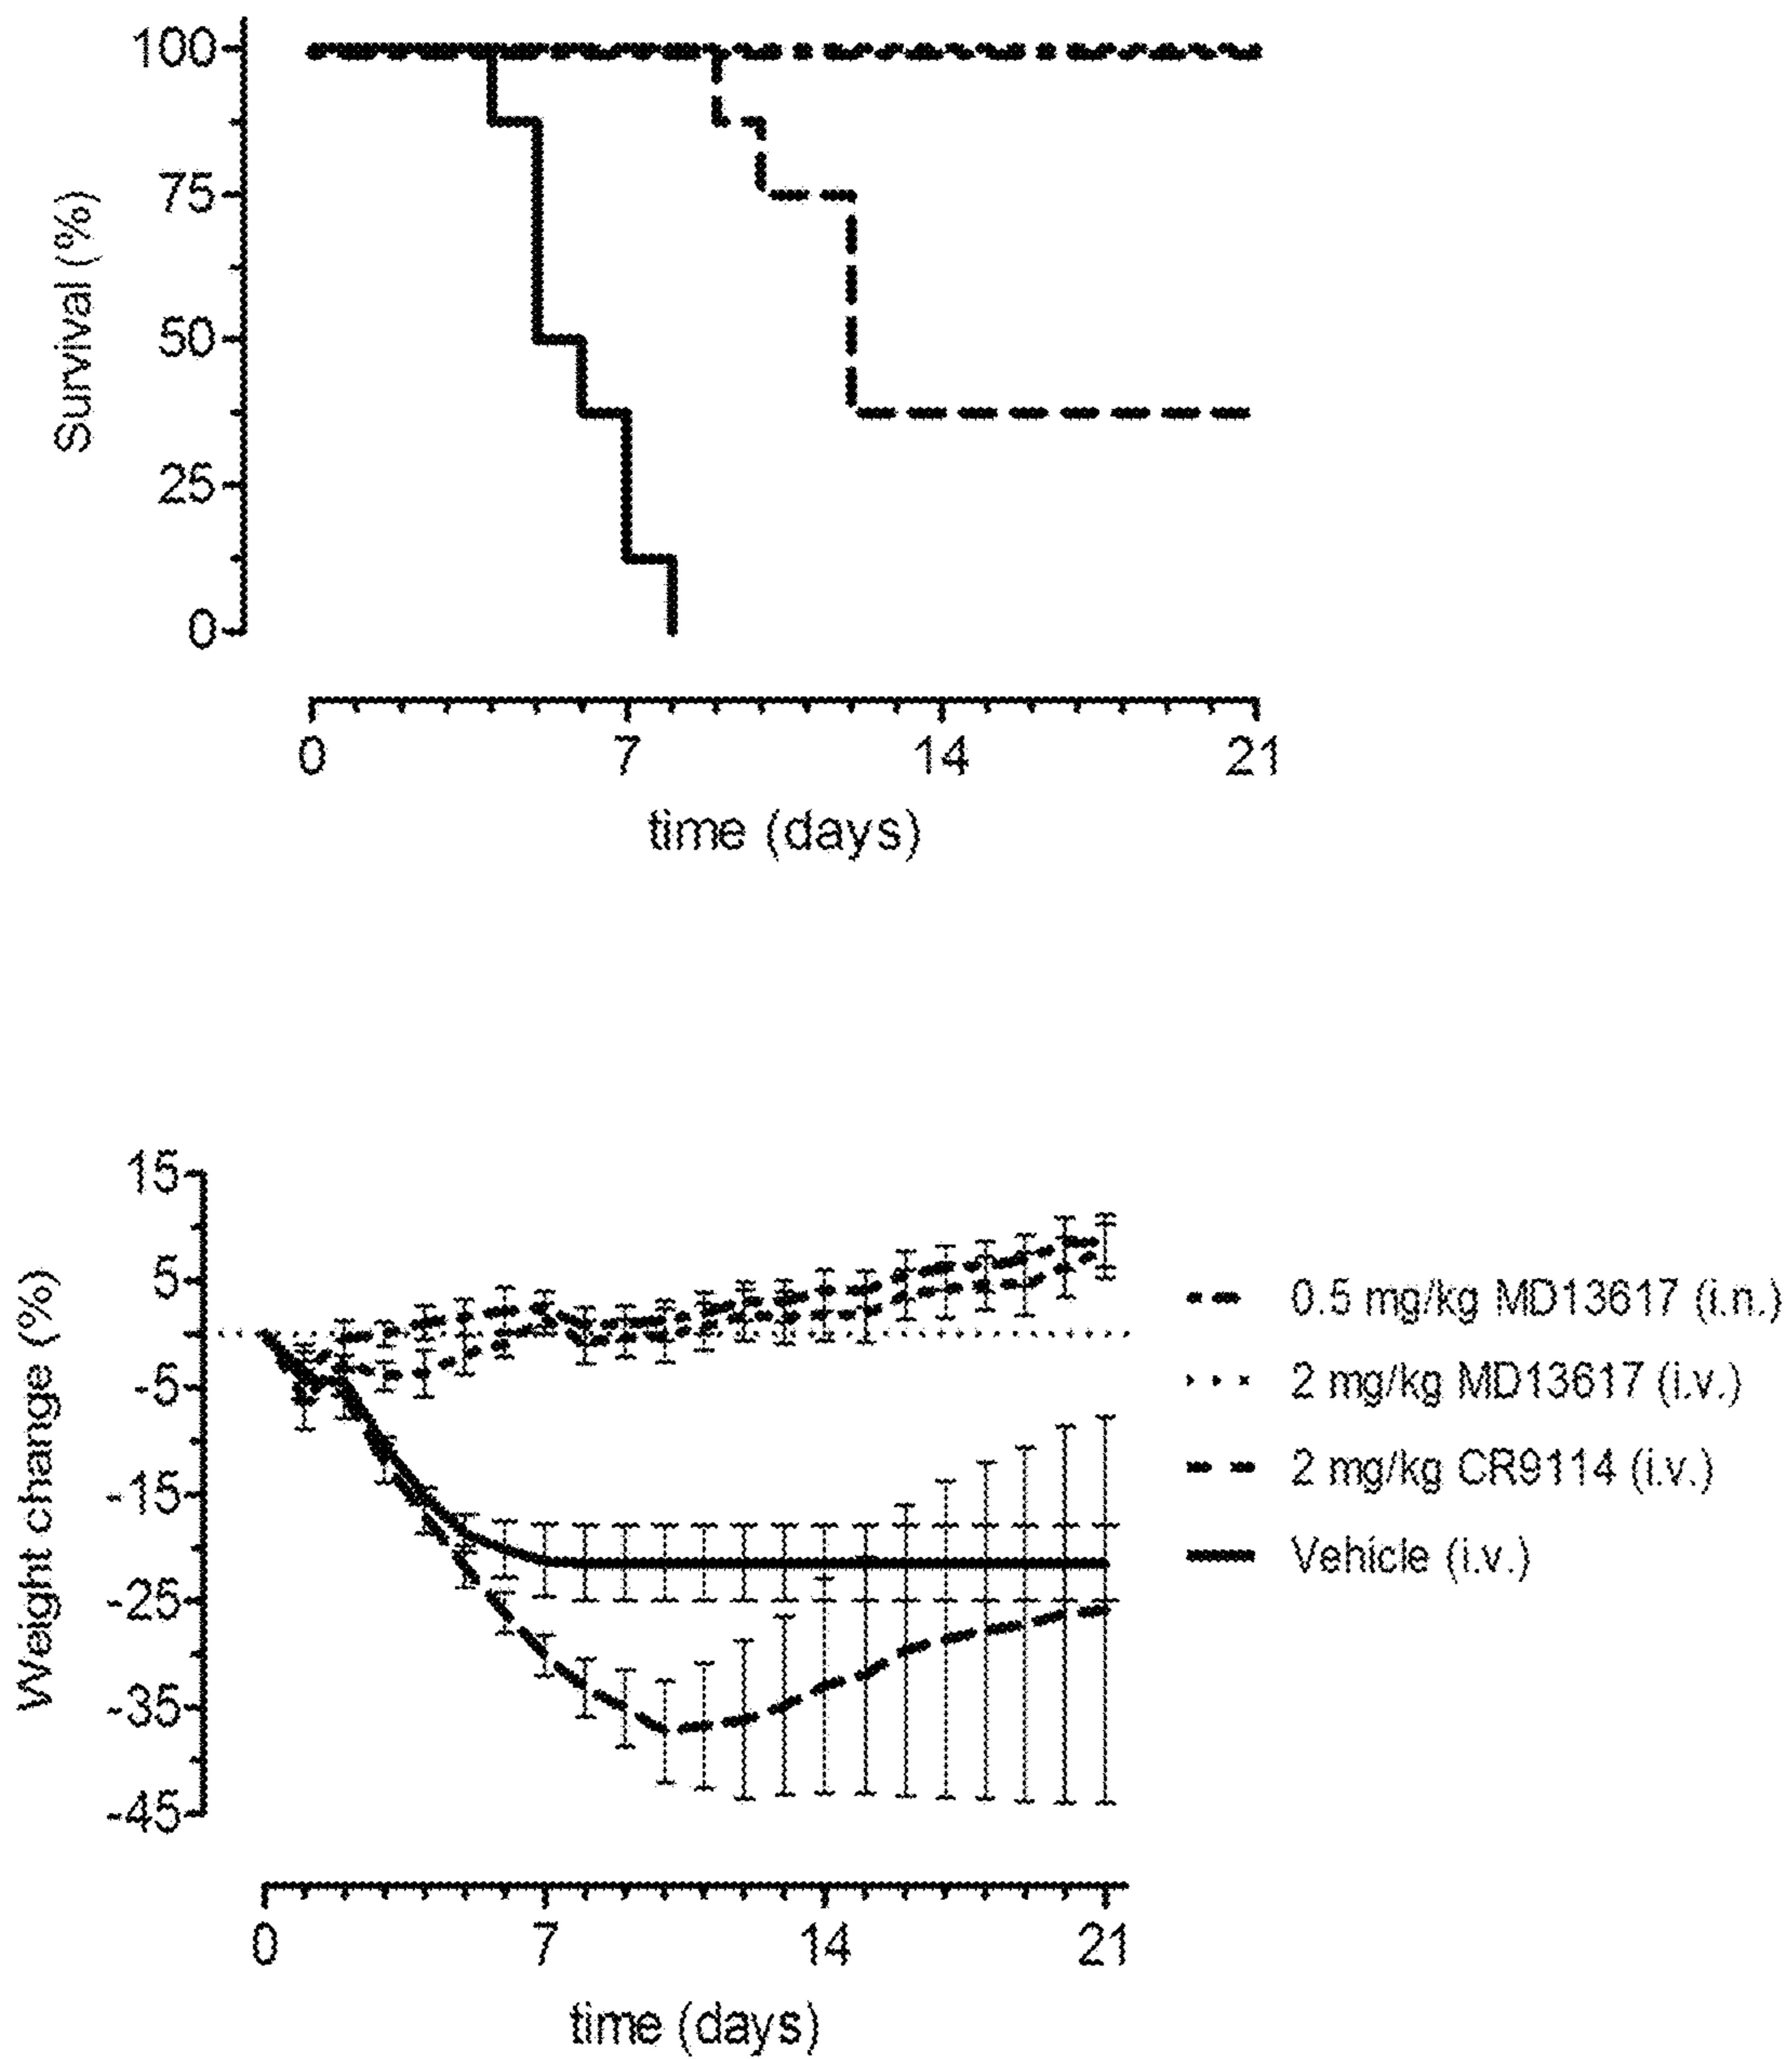 100
75
50
25
0
Survival (%)
0 7 14 21
time (days)
15
5
-5
-15
-25
-35
-45
Weight change (%)
0 7 14 21
time (days)
0.5 mg/kg MD13617 (i.n.)
2 mg/kg MD13617 (i.v.)
2 mg/kg CR9114 (i.v.)
Vehicle (i.v.)